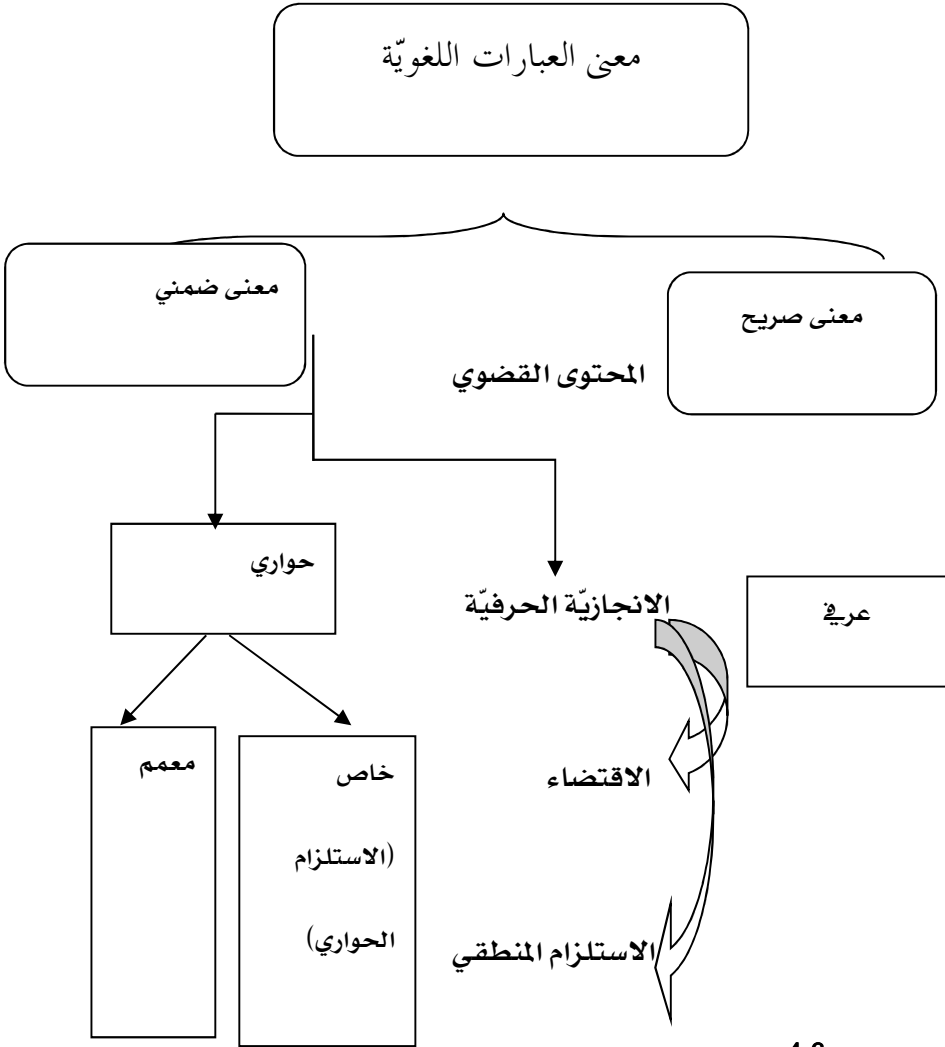 معنى العبارات اللغويّة
معنى صريح
معنى ضمني
المحتوى القضوي
حواري
الانجازيّة الحرفيّة
عرفي
معمم
خاص
(الاستلزام
الحواري)
الاقتضاء
الاستلزام المنطقي